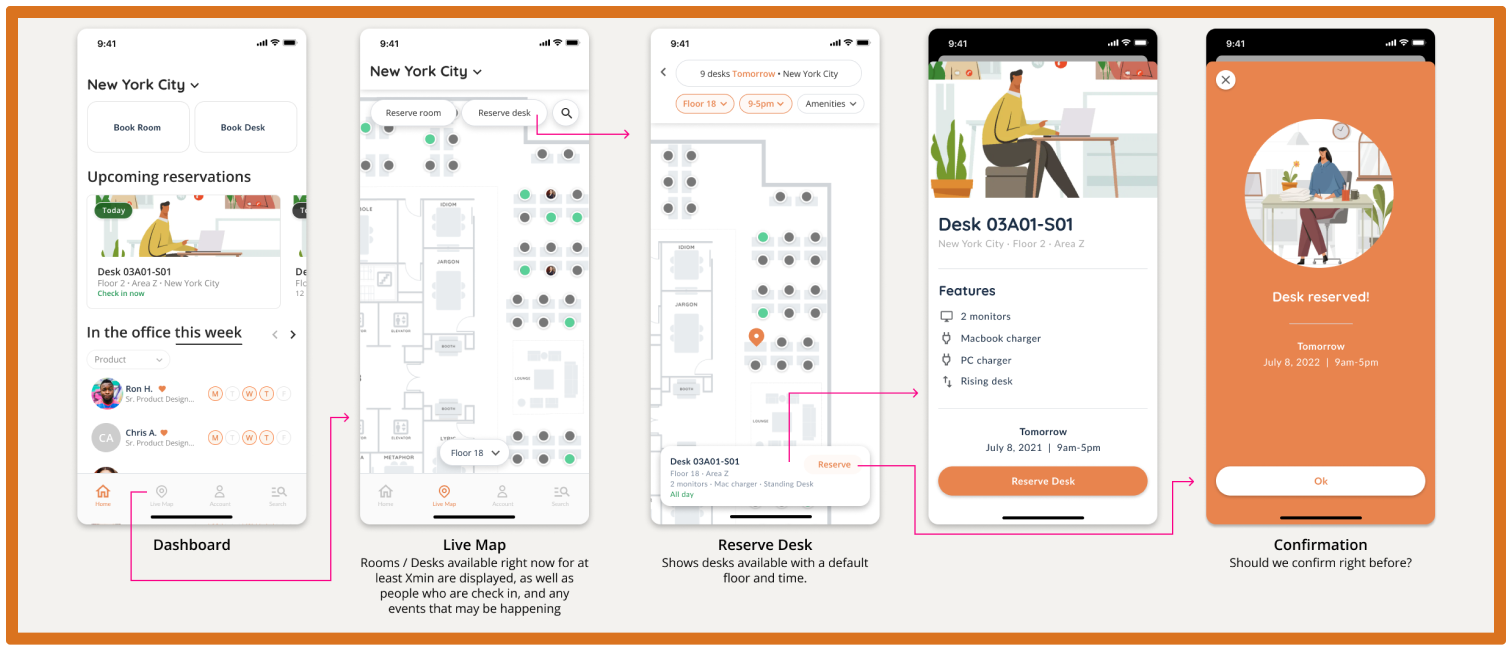 9:41
New York City
Book Room
Book Desk
Upcoming reservations
Today
Desk 03A01-S01
Floor 2 · Area Z · New York City
Check in now
De
12
In the office this week
Product
Ron H.
Sr. Product Design...
M T W T F
CA
Chris A.
Sr. Product Design...
M T W T F
Home
Live Map
Account
Search
Dashboard
9:41
New York City
Reserve room
Reserve desk
IDIOM
JARGON
ELEVATOR
BOOTH
LOUNGE
BOOTH
ELEVATOR
METAPHOR
Floor 18
Home
Live Map
Account
Search
Live Map
Rooms / Desks available right now for at
least Xmin are displayed, as well as
people who are check in, and any
events that may be happening
9:41
9 desks Tomorrow • New York City
Floor 18
9-5pm
Amenities
IDIOM
JARGON
BOOTH
LOUNGE
Desk 03A01-S01
Floor 18 · Area Z
2 monitors · Mac charger · Standing Desk
All day
Reserve
Reserve Desk
Shows desks available with a default
floor and time.
9:41
Desk 03A01-S01
New York City · Floor 2 · Area Z
Features
2 monitors
Macbook charger
PC charger
Rising desk
Tomorrow
July 8, 2021 | 9am-5pm
Reserve Desk
9:41
Desk reserved!
Tomorrow
July 8, 2022 | 9am-5pm
Ok
Confirmation
Should we confirm right before?